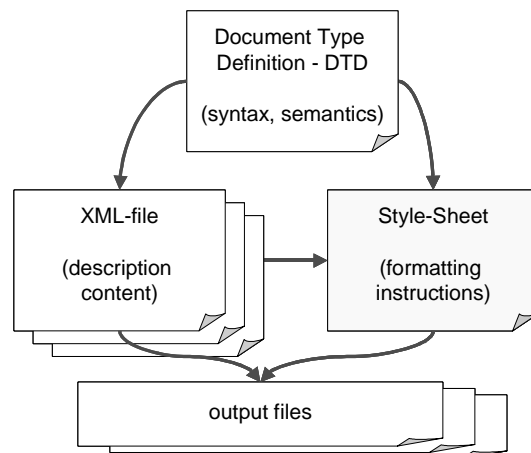 Document Type
Definition - DTD
(syntax, semantics)
XML-file
(description
content)
Style-Sheet
(formatting
instructions)
output files